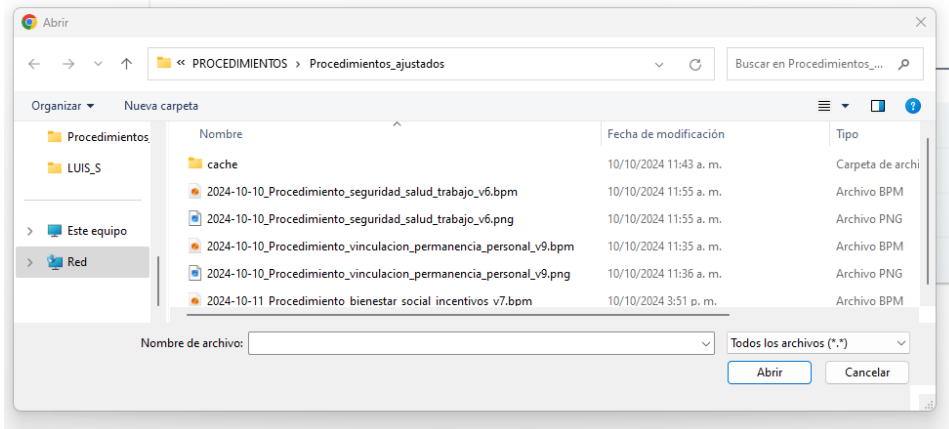 Abrir
« PROCEDIMIENTOS > Procedimientos_ajustados
Buscar en Procedimientos_...
Organizar
Nueva carpeta
Procedimientos_
LUIS_S
Este equipo
Red
Nombre Fecha de modificación Tipo
cache 10/10/2024 11:43 a. m. Carpeta de archi
2024-10-10_Procedimiento_seguridad_salud_trabajo_v6.bpm 10/10/2024 11:55 a. m. Archivo BPM
2024-10-10_Procedimiento_seguridad_salud_trabajo_v6.png 10/10/2024 11:55 a. m. Archivo PNG
2024-10-10_Procedimiento_vinculacion_permanencia_personal_v9.bpm 10/10/2024 11:35 a. m. Archivo BPM
2024-10-10_Procedimiento_vinculacion_permanencia_personal_v9.png 10/10/2024 11:36 a. m. Archivo PNG
2024-10-11_Procedimiento_bienestar_social_incentivos_v7.bpm 10/10/2024 3:51 p. m. Archivo BPM
Nombre de archivo:
Todos los archivos (*.*)
Abrir Cancelar